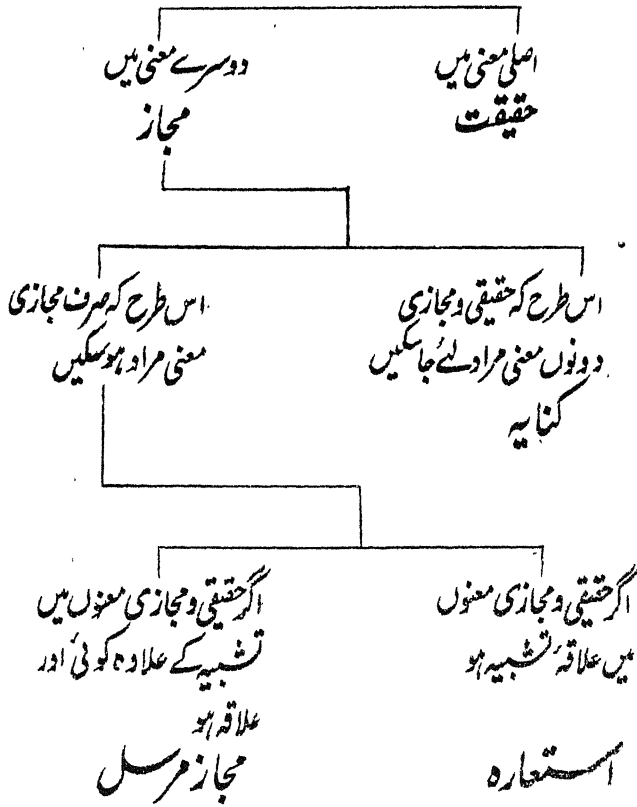 اصلی معنی میں
حقیقت
دوسرے معنی میں
مجاز
اس طرح کہ حقیقی و مجازی
دونوں معنی مراد لئے جا سکیں
کنایہ
اس طرح کہ صرف مجازی
معنی مراد ہو سکیں
اگر حقیقی و مجازی معنوں
میں علاقۂ تشبیہ ہو
استعارہ
اگر حقیقی و مجازی معنوں میں
تشبیہ کے علاوہ کوئی اور
علاقہ ہو
مجاز مرسل